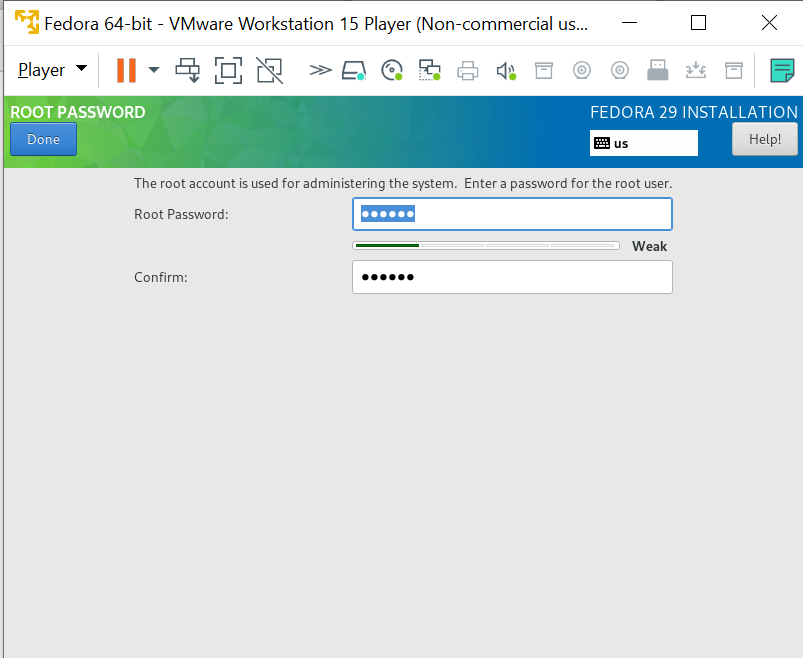 Fedora 64-bit - VMware Workstation 15 Player (Non-commercial us...
Player
ROOT PASSWORD
FEDORA 29 INSTALLATION
Done
us
Help!
The root account is used for administering the system. Enter a password for the root user.
Root Password:
●●●●●●
Weak
Confirm:
●●●●●●